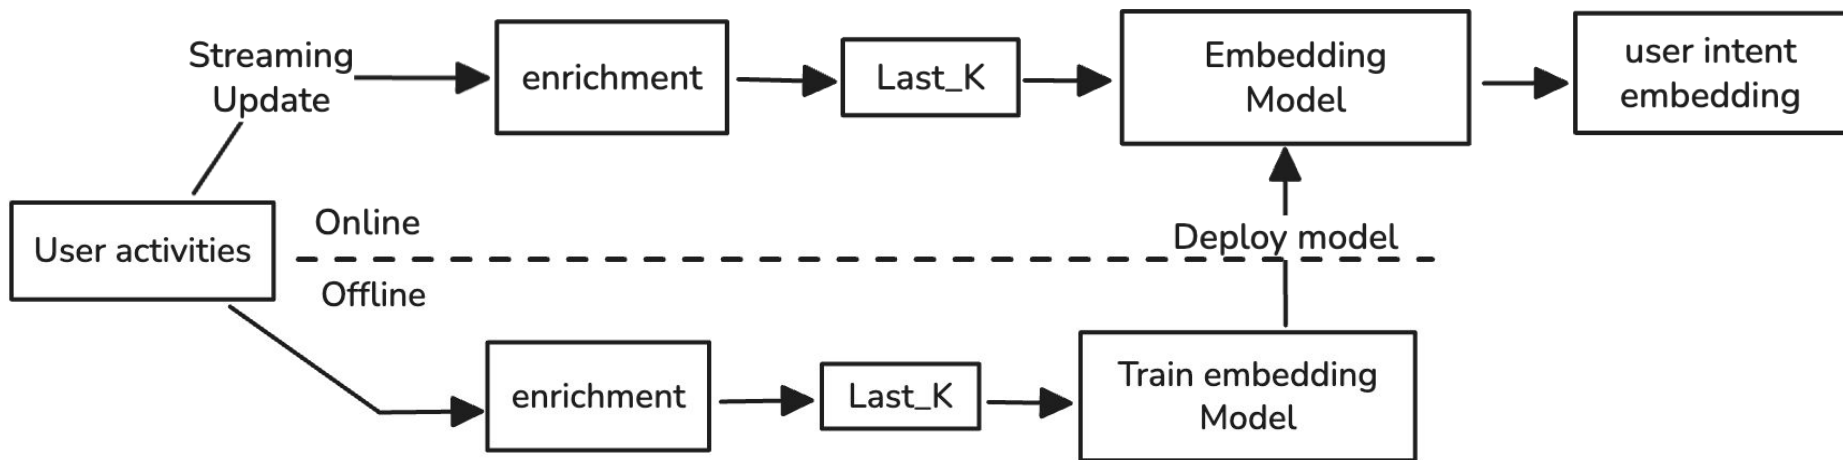 Streaming
Update
enrichment
Last_K
Embedding
Model
user intent
embedding
User activities
Online
Deploy model
Offline
enrichment
Last_K
Train embedding
Model